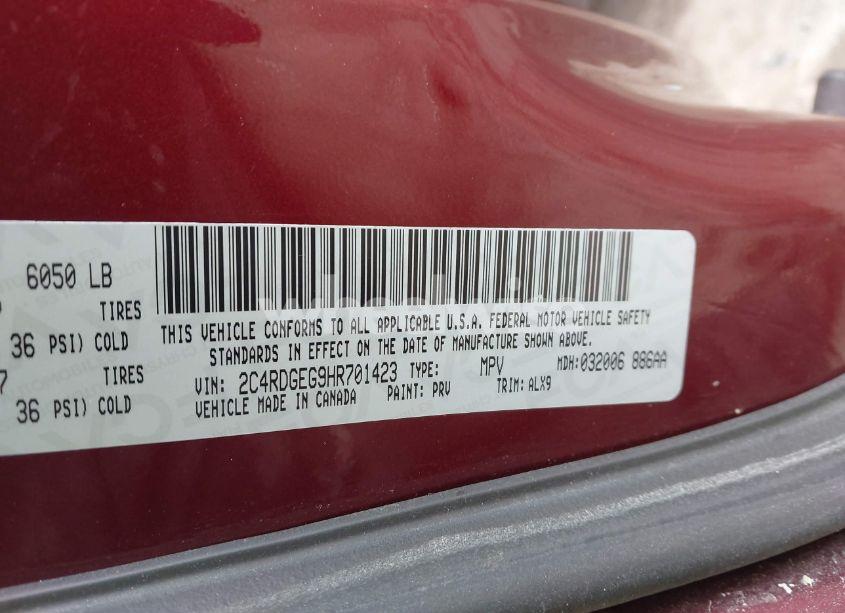 6050 LB
TIRES
36 PSI) COLD
TIRES
36 PSI) COLD
THIS VEHICLE CONFORMS TO ALL APPLICABLE U.S.A. FEDERAL MOTOR VEHICLE SAFETY
STANDARDS IN EFFECT ON THE DATE OF MANUFACTURE SHOWN ABOVE.
VIN: 2C4RDGEG9HR701423 TYPE: MPV MDH:032006 886AA
VEHICLE MADE IN CANADA PAINT: PRV TRIM:ALX9